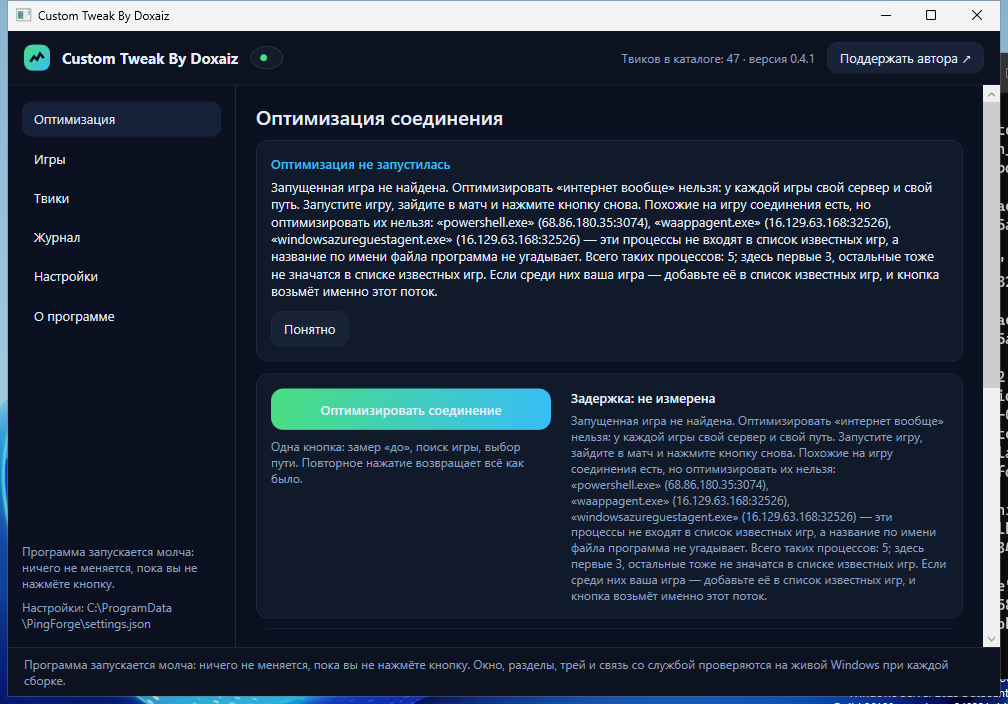 Custom Tweak By Doxaiz
Custom Tweak By Doxaiz
Твиков в каталоге: 47 · версия 0.4.1
Поддержать автора ↗
Оптимизация
Игры
Твики
Журнал
Настройки
О программе
Программа запускается молча:
ничего не меняется, пока вы не
нажмёте кнопку.
Настройки: C:\ProgramData
\PingForge\settings.json
Оптимизация соединения
Оптимизация не запустилась
Запущенная игра не найдена. Оптимизировать «интернет вообще» нельзя: у каждой игры свой сервер и свой
путь. Запустите игру, зайдите в матч и нажмите кнопку снова. Похожие на игру соединения есть, но
оптимизировать их нельзя: «powershell.exe» (68.86.180.35:3074), «waappagent.exe» (16.129.63.168:32526),
«windowsazureguestagent.exe» (16.129.63.168:32526) — эти процессы не входят в список известных игр, а
название по имени файла программа не угадывает. Всего таких процессов: 5; здесь первые 3, остальные тоже
не значатся в списке известных игр. Если среди них ваша игра — добавьте её в список известных игр, и кнопка
возьмёт именно этот поток.
Понятно
Оптимизировать соединение
Одна кнопка: замер «до», поиск игры, выбор
пути. Повторное нажатие возвращает всё как
было.
Задержка: не измерена
Запущенная игра не найдена. Оптимизировать «интернет вообще»
нельзя: у каждой игры свой сервер и свой путь. Запустите игру,
зайдите в матч и нажмите кнопку снова. Похожие на игру
соединения есть, но оптимизировать их нельзя:
«powershell.exe» (68.86.180.35:3074),
«waappagent.exe» (16.129.63.168:32526),
«windowsazureguestagent.exe» (16.129.63.168:32526) — эти
процессы не входят в список известных игр, а название по имени
файла программа не угадывает. Всего таких процессов: 5; здесь
первые 3, остальные тоже не значатся в списке известных игр. Если
среди них ваша игра — добавьте её в список известных игр, и
кнопка возьмёт именно этот поток.
Программа запускается молча: ничего не меняется, пока вы не нажмёте кнопку. Окно, разделы, трей и связь со службой проверяются на живой Windows при каждой
сборке.